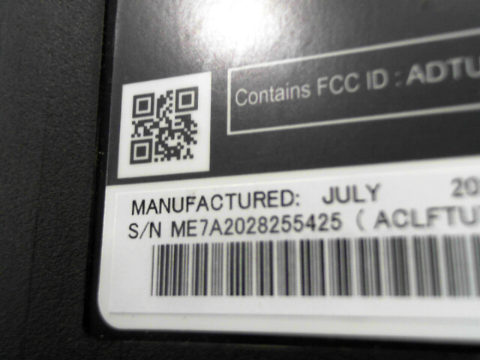 Contains FCC ID : ADTU
MANUFACTURED: JULY 20
S/N ME7A2028255425 ( ACLFTU